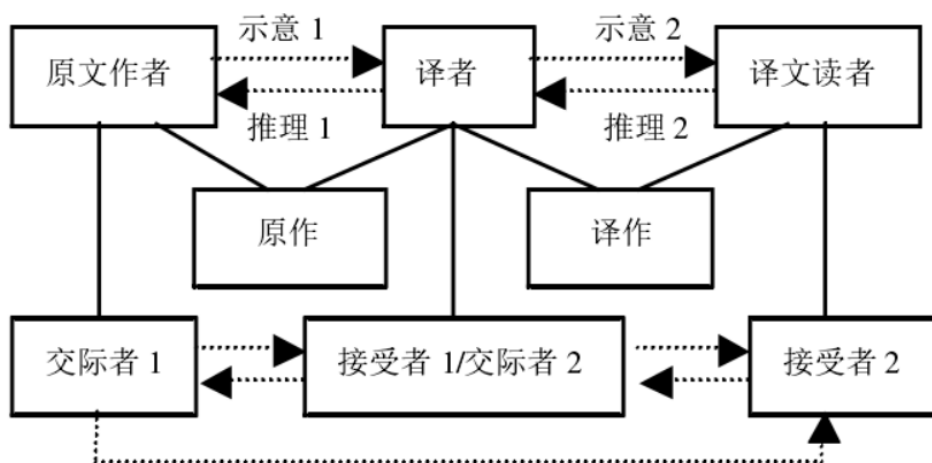 示意 1
示意 2
原文作者
译者
译文读者
推理 1
推理 2
原作
译作
交际者 1
接受者 1/交际者 2
接受者 2